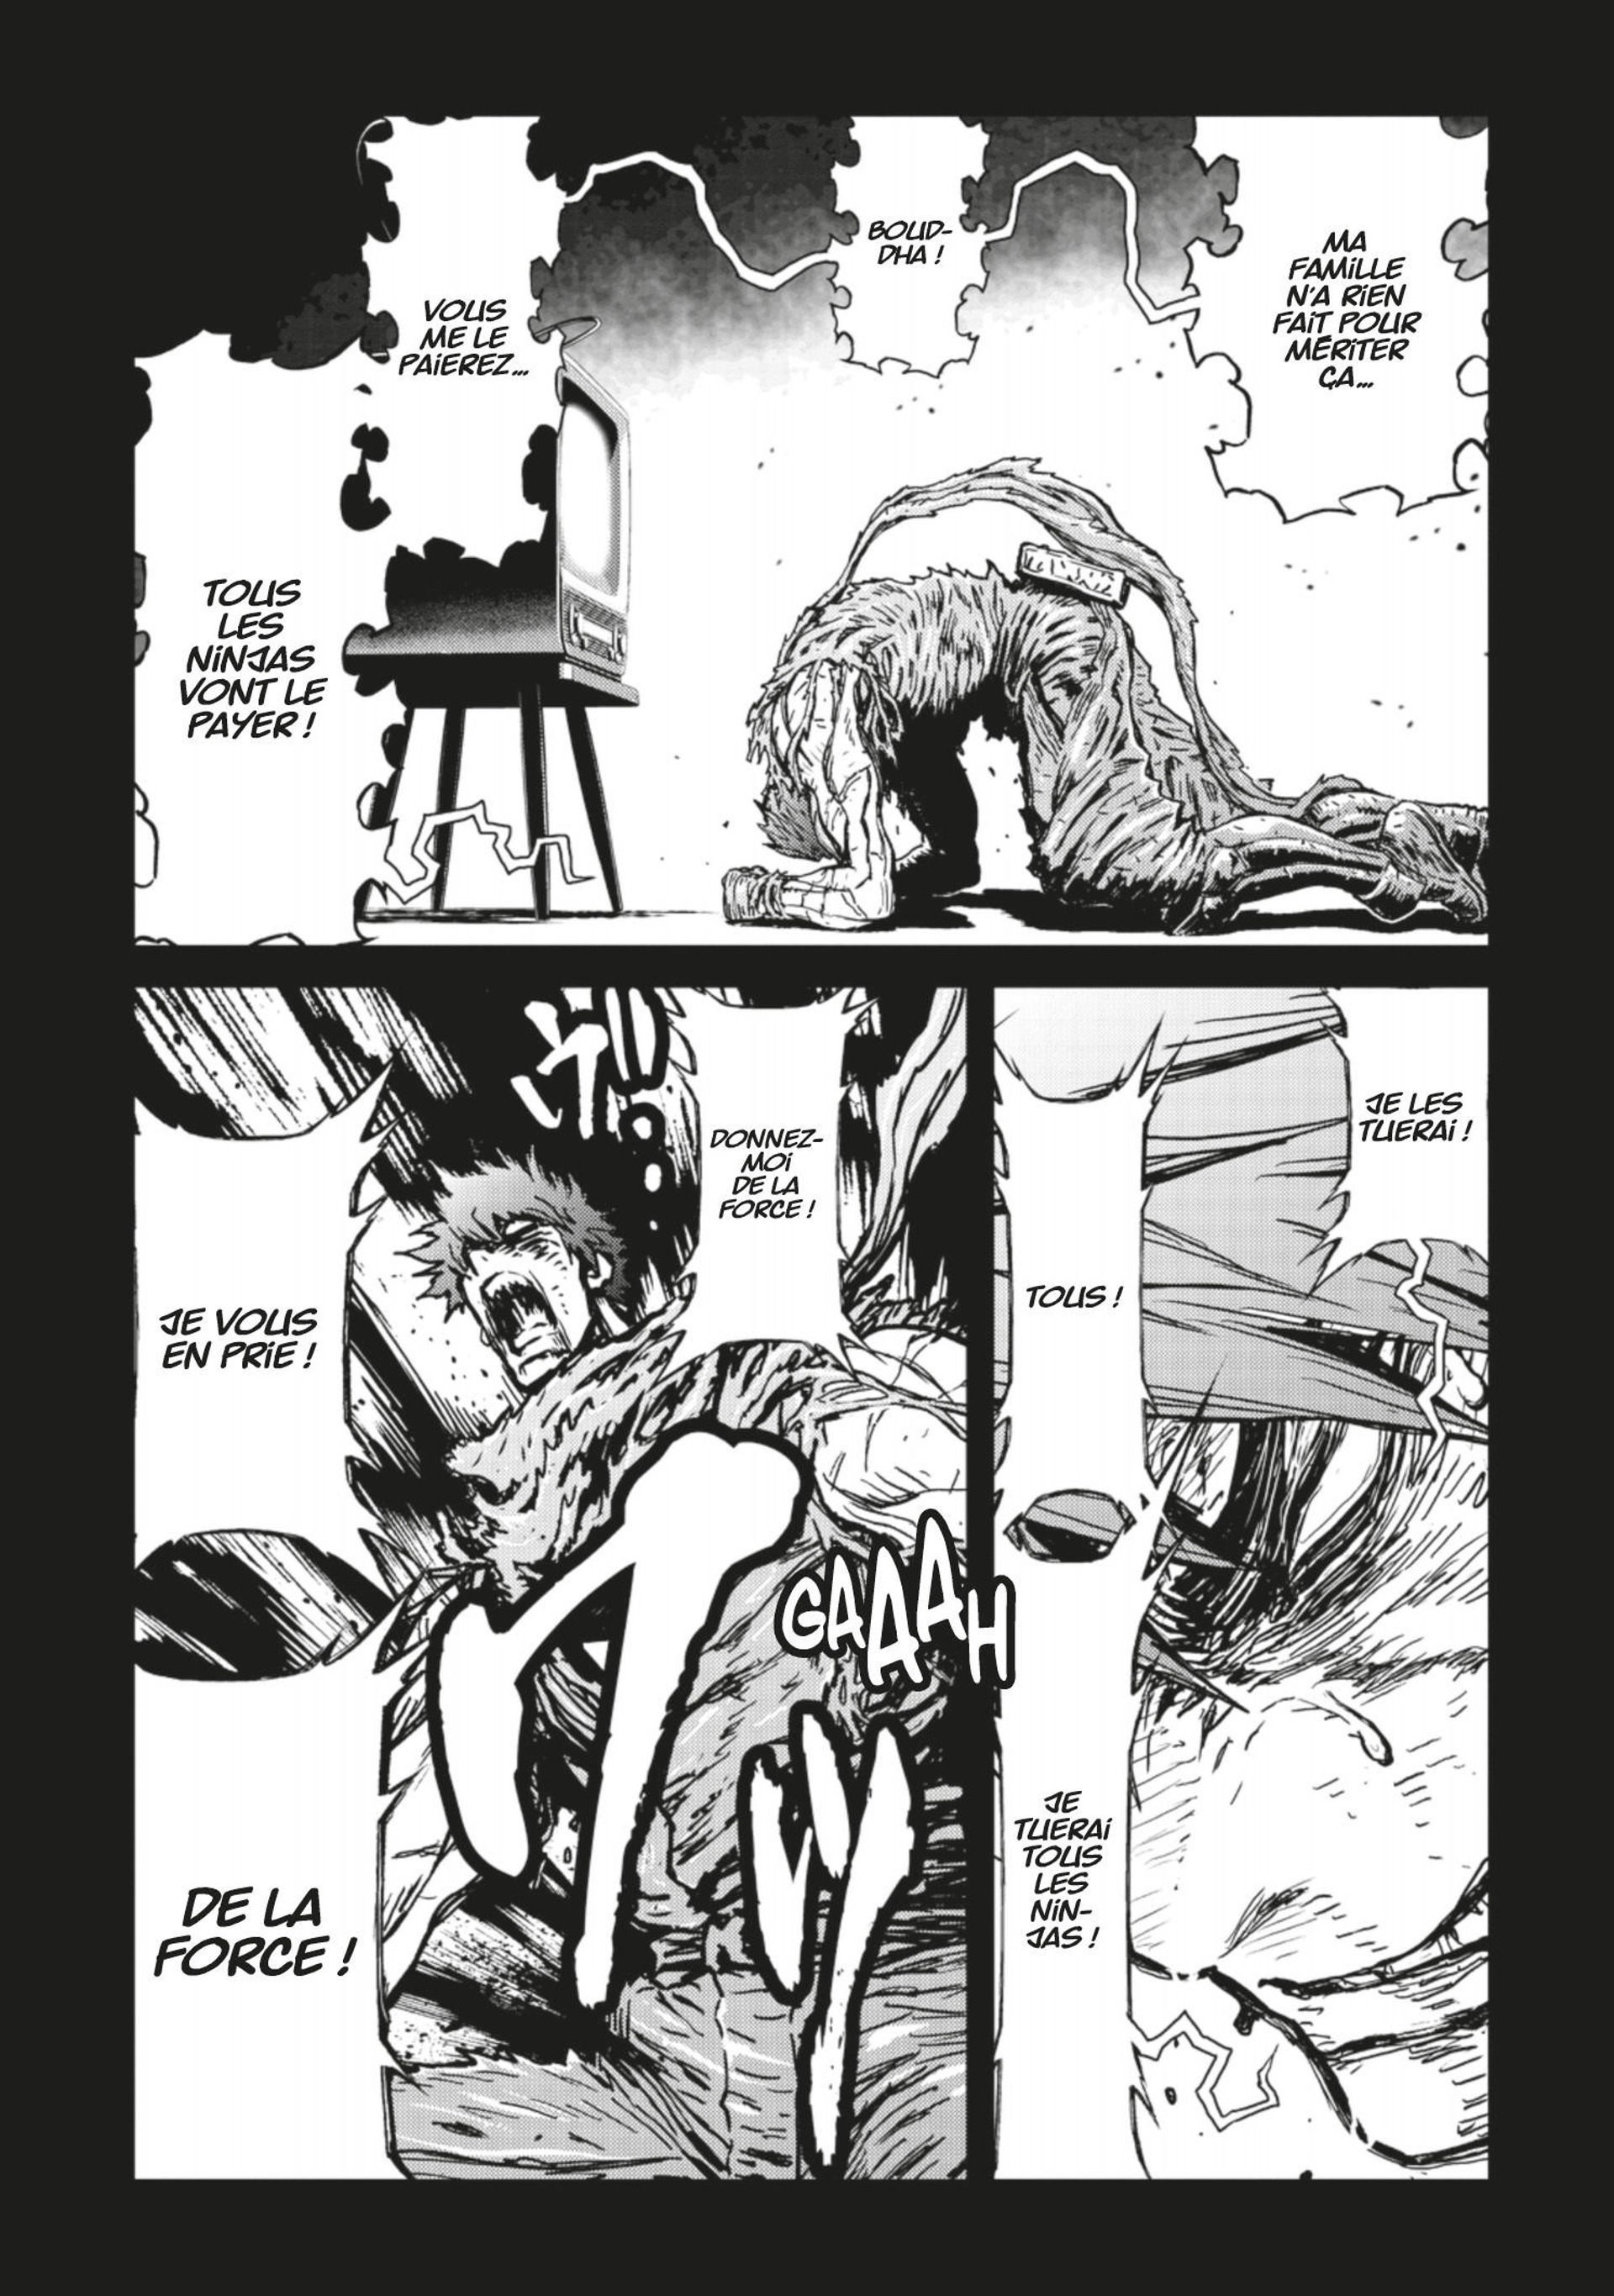 MA
FAMILLE
N'A RIEN
FAIT POUR
MÉRITER
ÇA...
BOUD-
DHA !
VOUS
ME LE
PAIEREZ...
TOUS
LES
NINJAS
VONT LE
PAYER !
JE LES
TUERAI !
TOUS !
JE
TUERAI
TOUS
LES
NIN-
JAS !
DONNEZ-
MOI
DE LA
FORCE !
JE VOUS
EN PRIE !
DE LA
FORCE !
GAAAAH